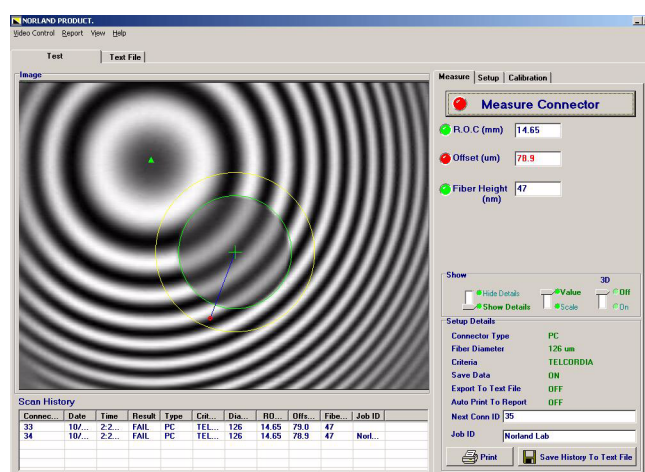 NORLAND PRODUCT.
Video Control Report View Help
Test Text File
Image
Measure Setup Calibration
Measure Connector
R.O.C (mm) 14.65
Offset (um) 78.9
Fiber Height (nm) 47
Show
3D
Hide Details Value Off
Show Details Scale On
Setup Details
Connector Type PC
Fiber Diameter 126 um
Criteria TELCORDIA
Save Data ON
Export To Text File OFF
Auto Print To Report OFF
Next Conn ID 35
Job ID Norland Lab
Print Save History To Text File
Scan History
Connec... Date Time Result Type Crit... Dia... RO... Offs... Fibe... Job ID
33 10/... 2:2... FAIL PC TEL... 126 14.65 79.0 47
34 10/... 2:2... FAIL PC TEL... 126 14.65 78.9 47 Norl...